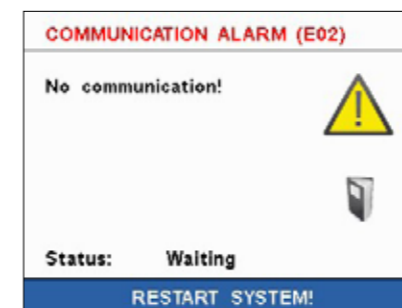 COMMUNICATION ALARM (E02)
No communication!
Status: Waiting
RESTART SYSTEM!